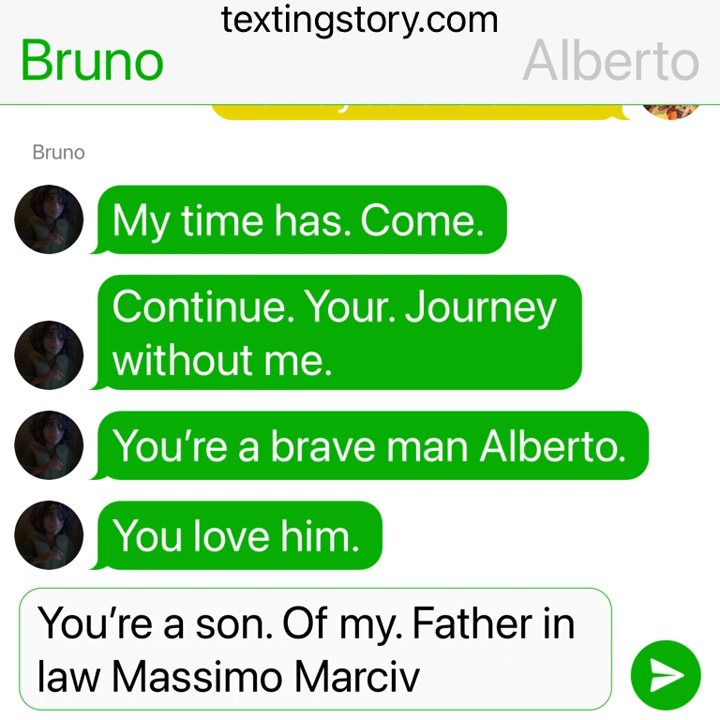 textingstory.com
Bruno
Alberto
Bruno
My time has. Come.
Continue. Your. Journey
without me.
You're a brave man Alberto.
You love him.
You're a son. Of my. Father in
law Massimo Marciv